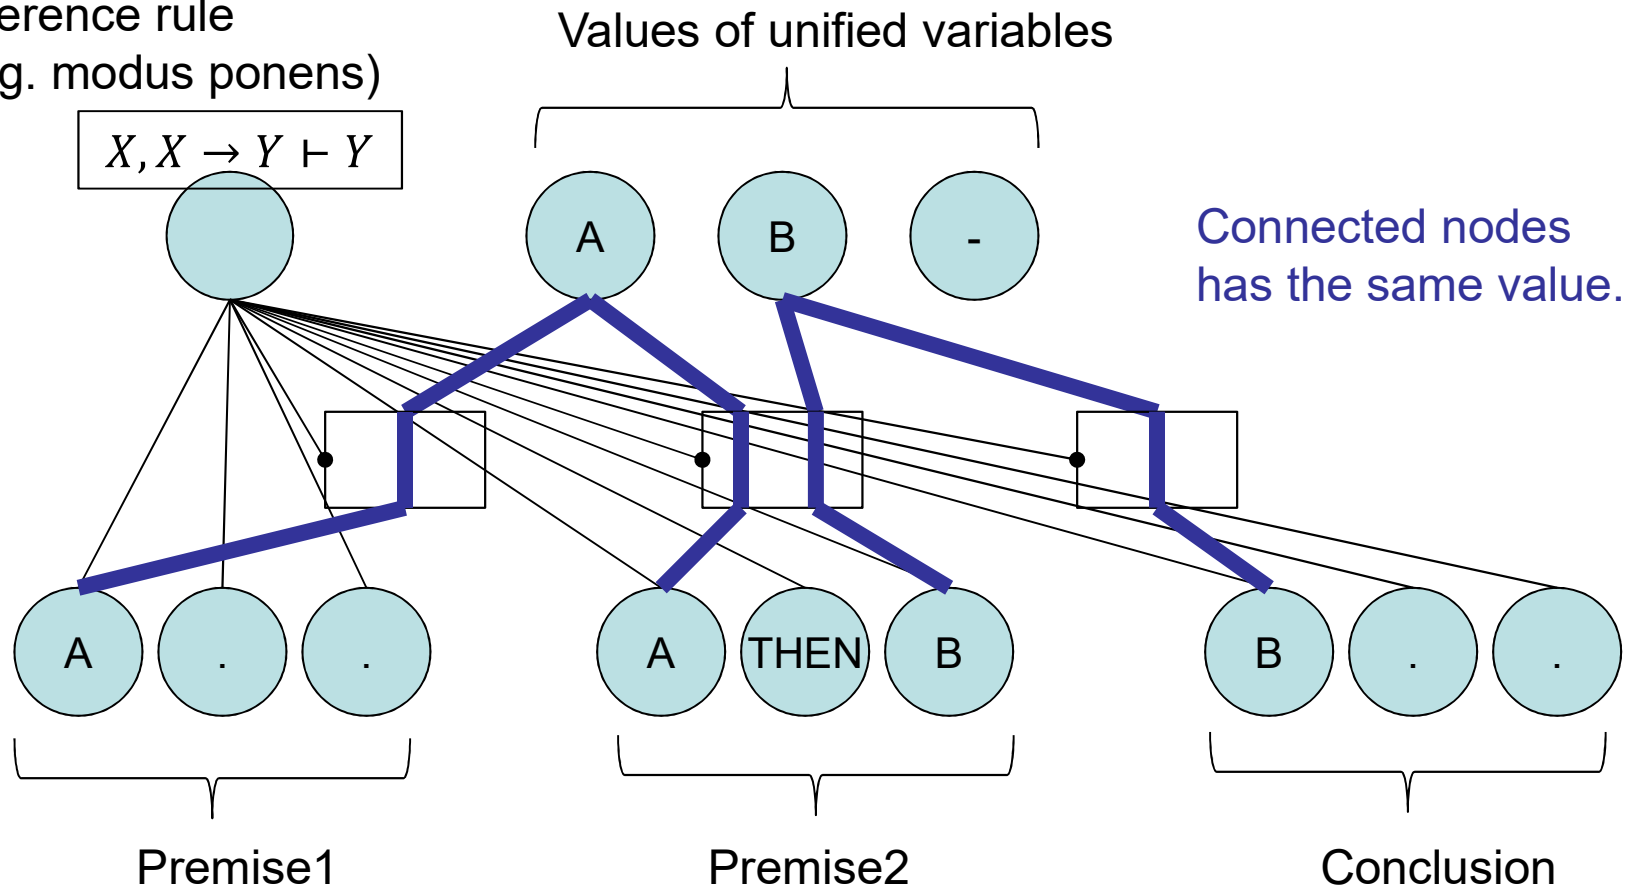 erence rule
g. modus ponens)
Values of unified variables
X, X → Y ⊢ Y
A
B
-
Connected nodes
has the same value.
A
.
.
A
THEN
B
B
.
.
Premise1
Premise2
Conclusion